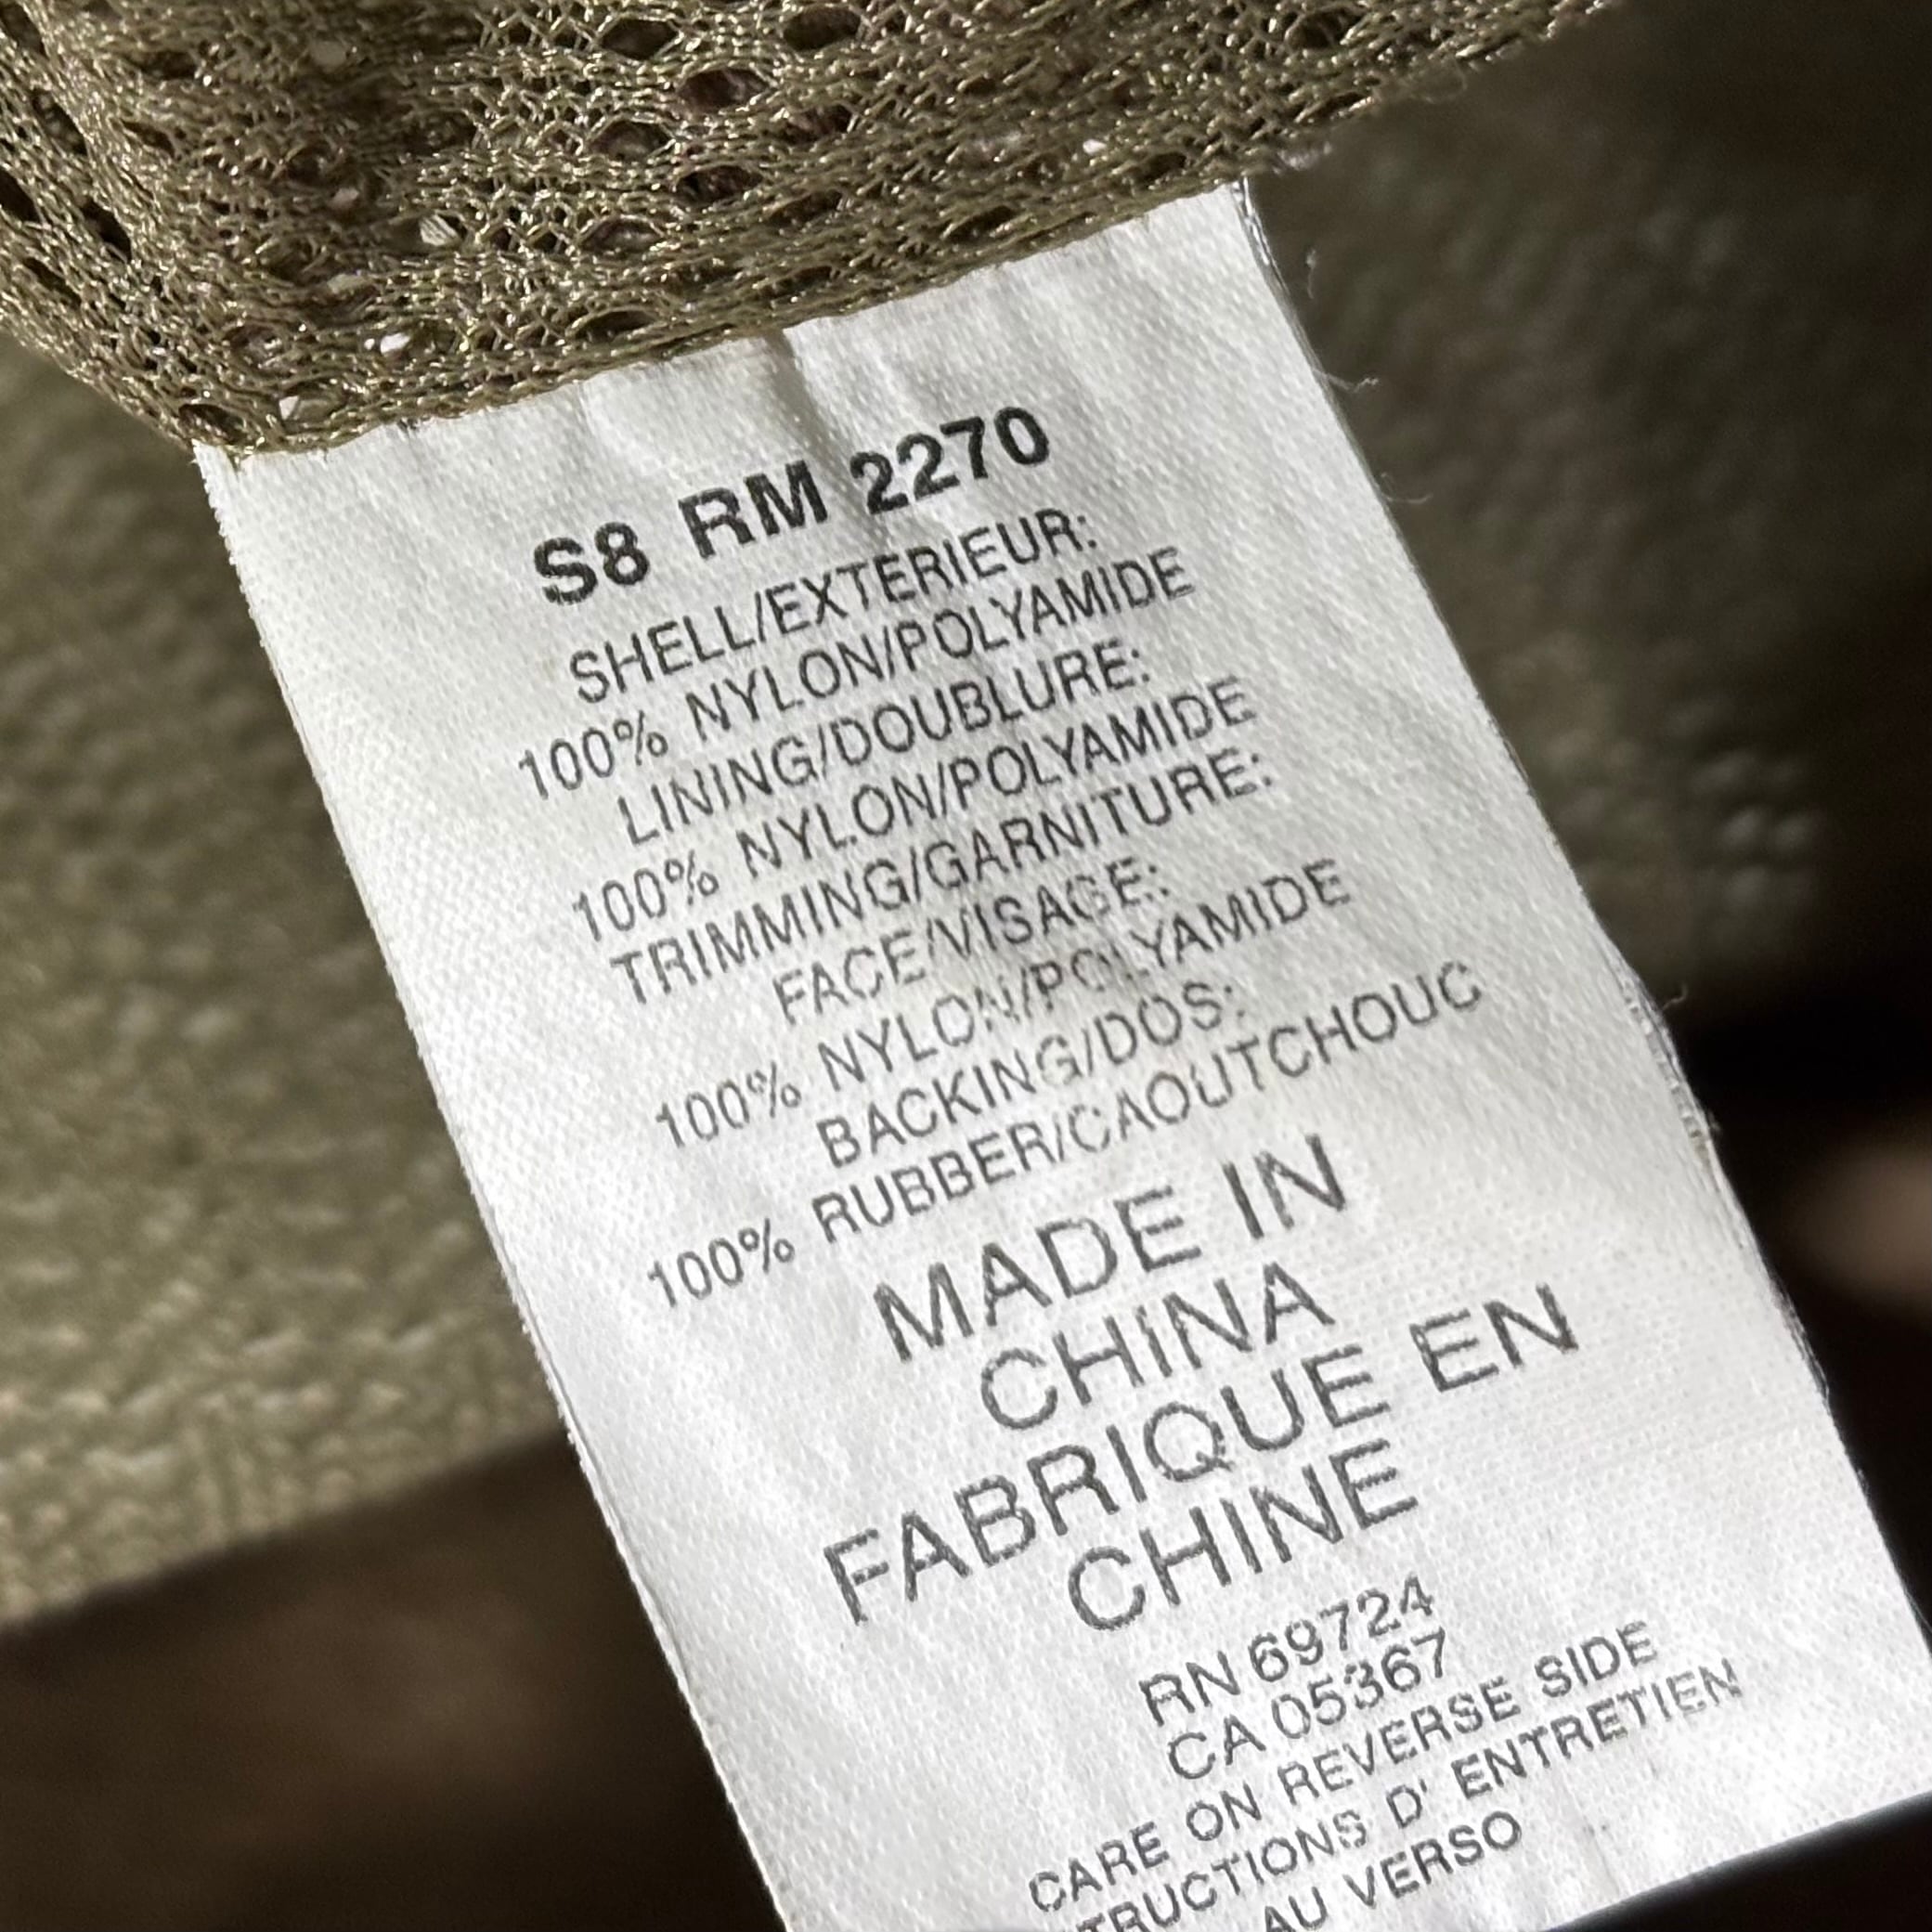 S8 RM 2270
SHELL/EXTERIEUR:
100% NYLON/POLYAMIDE
LINING/DOUBLURE:
100% NYLON/POLYAMIDE
TRIMMING/GARNITURE:
FACE/VISAGE:
100% NYLON/POLYAMIDE
BACKING/DOS:
100% RUBBER/CAOUTCHOUC
MADE IN
CHINA
FABRIQUE EN
CHINE
RN 69724
CA 05367
CARE ON REVERSE SIDE
TRUCTIONS D' ENTRETIEN
AU VERSO